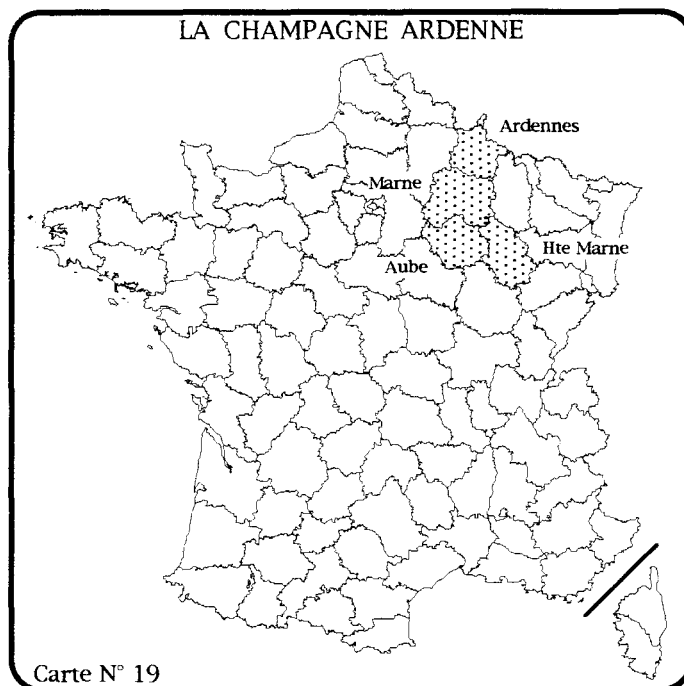 LA CHAMPAGNE ARDENNE
Ardennes
Marne
Hte Marne
Aube
Carte N° 19